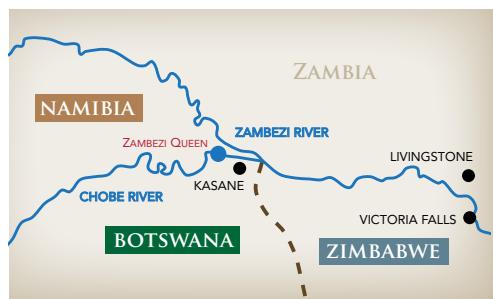 ZAMBIA
NAMIBIA
ZAMBEZI RIVER
ZAMBEZI QUEEN
LIVINGSTONE
KASANE
CHOBE RIVER
VICTORIA FALLS
BOTSWANA
ZIMBABWE